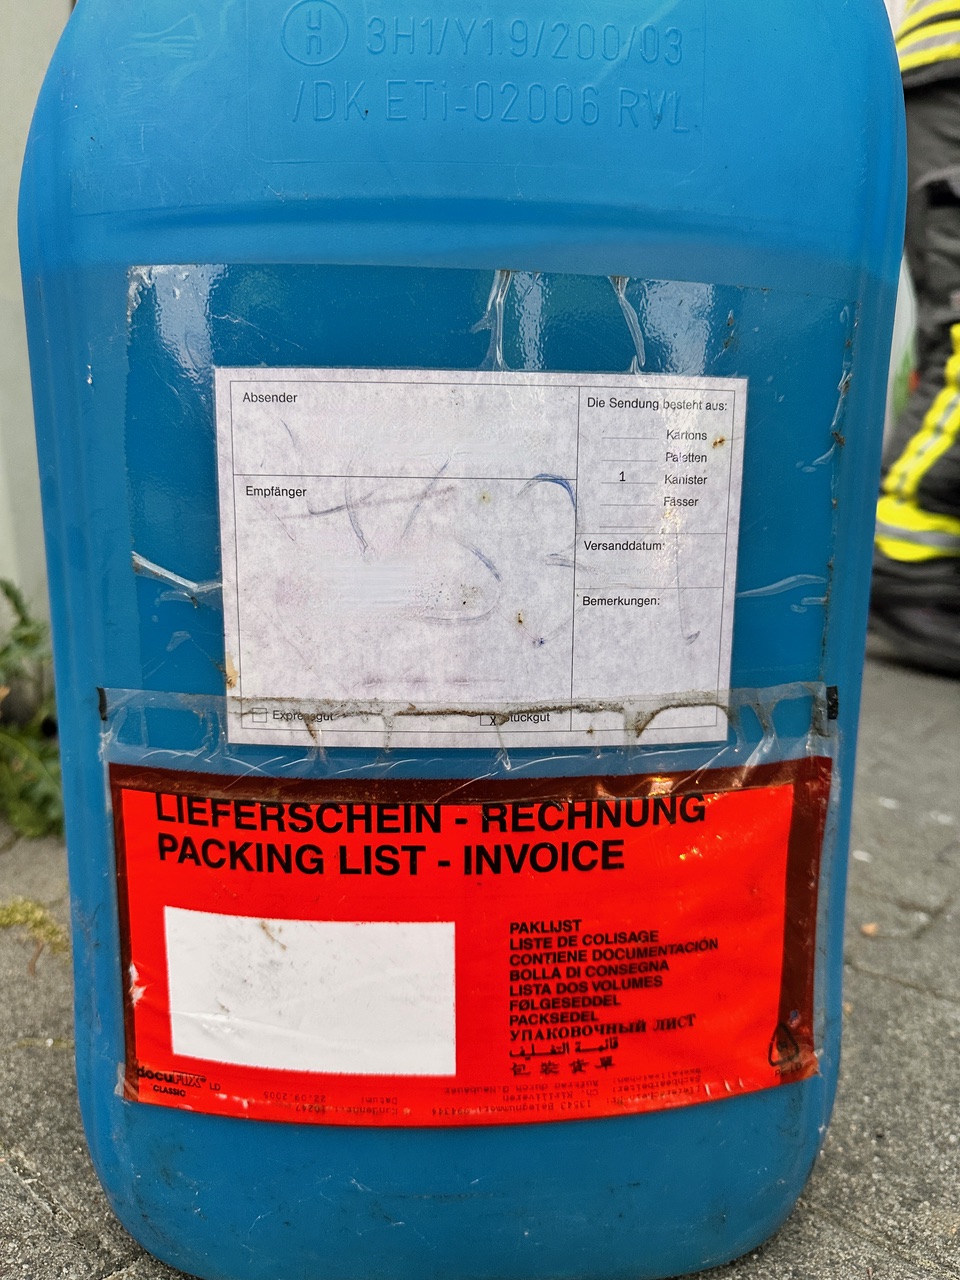 un
3H1/Y1.9/200/03
/DK ETi-02006 RVL
Absender
Die Sendung besteht aus:
Kartons
Paletten
1 Kanister
Fässer
Empfänger
Versanddatum:
Bemerkungen:
Expressgut
x Stückgut
LIEFERSCHEIN - RECHNUNG
PACKING LIST - INVOICE
PAKLIJST
LISTE DE COLISAGE
CONTIENE DOCUMENTACIÓN
BOLLA DI CONSEGNA
LISTA DOS VOLUMES
FØLGESEDDEL
PACKSEDEL
УПАКОВОЧНЫЙ ЛИСТ
قائمة التغليف
包裝貨單
docuFIX® LD
CLASSIC